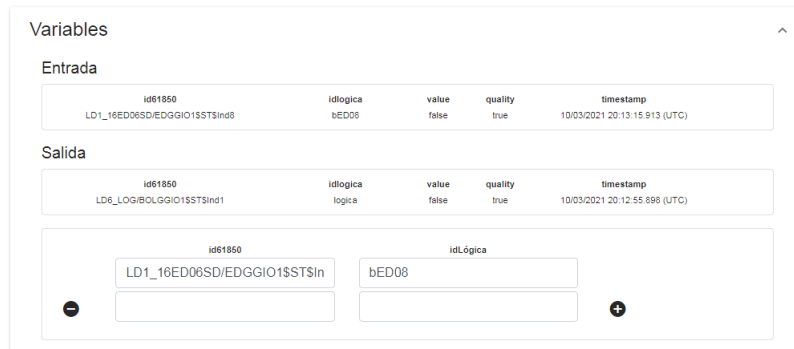 Variables
Entrada
id61850 idlogica value quality timestamp
LD1_16ED06SD/EDGGIO1$ST$Ind8 bED08 false true 10/03/2021 20:13:15.913 (UTC)
Salida
id61850 idlogica value quality timestamp
LD6_LOG/BOLGGIO1$ST$Ind1 logica false true 10/03/2021 20:12:55.898 (UTC)
id61850 idLógica
LD1_16ED06SD/EDGGIO1$ST$In bED08